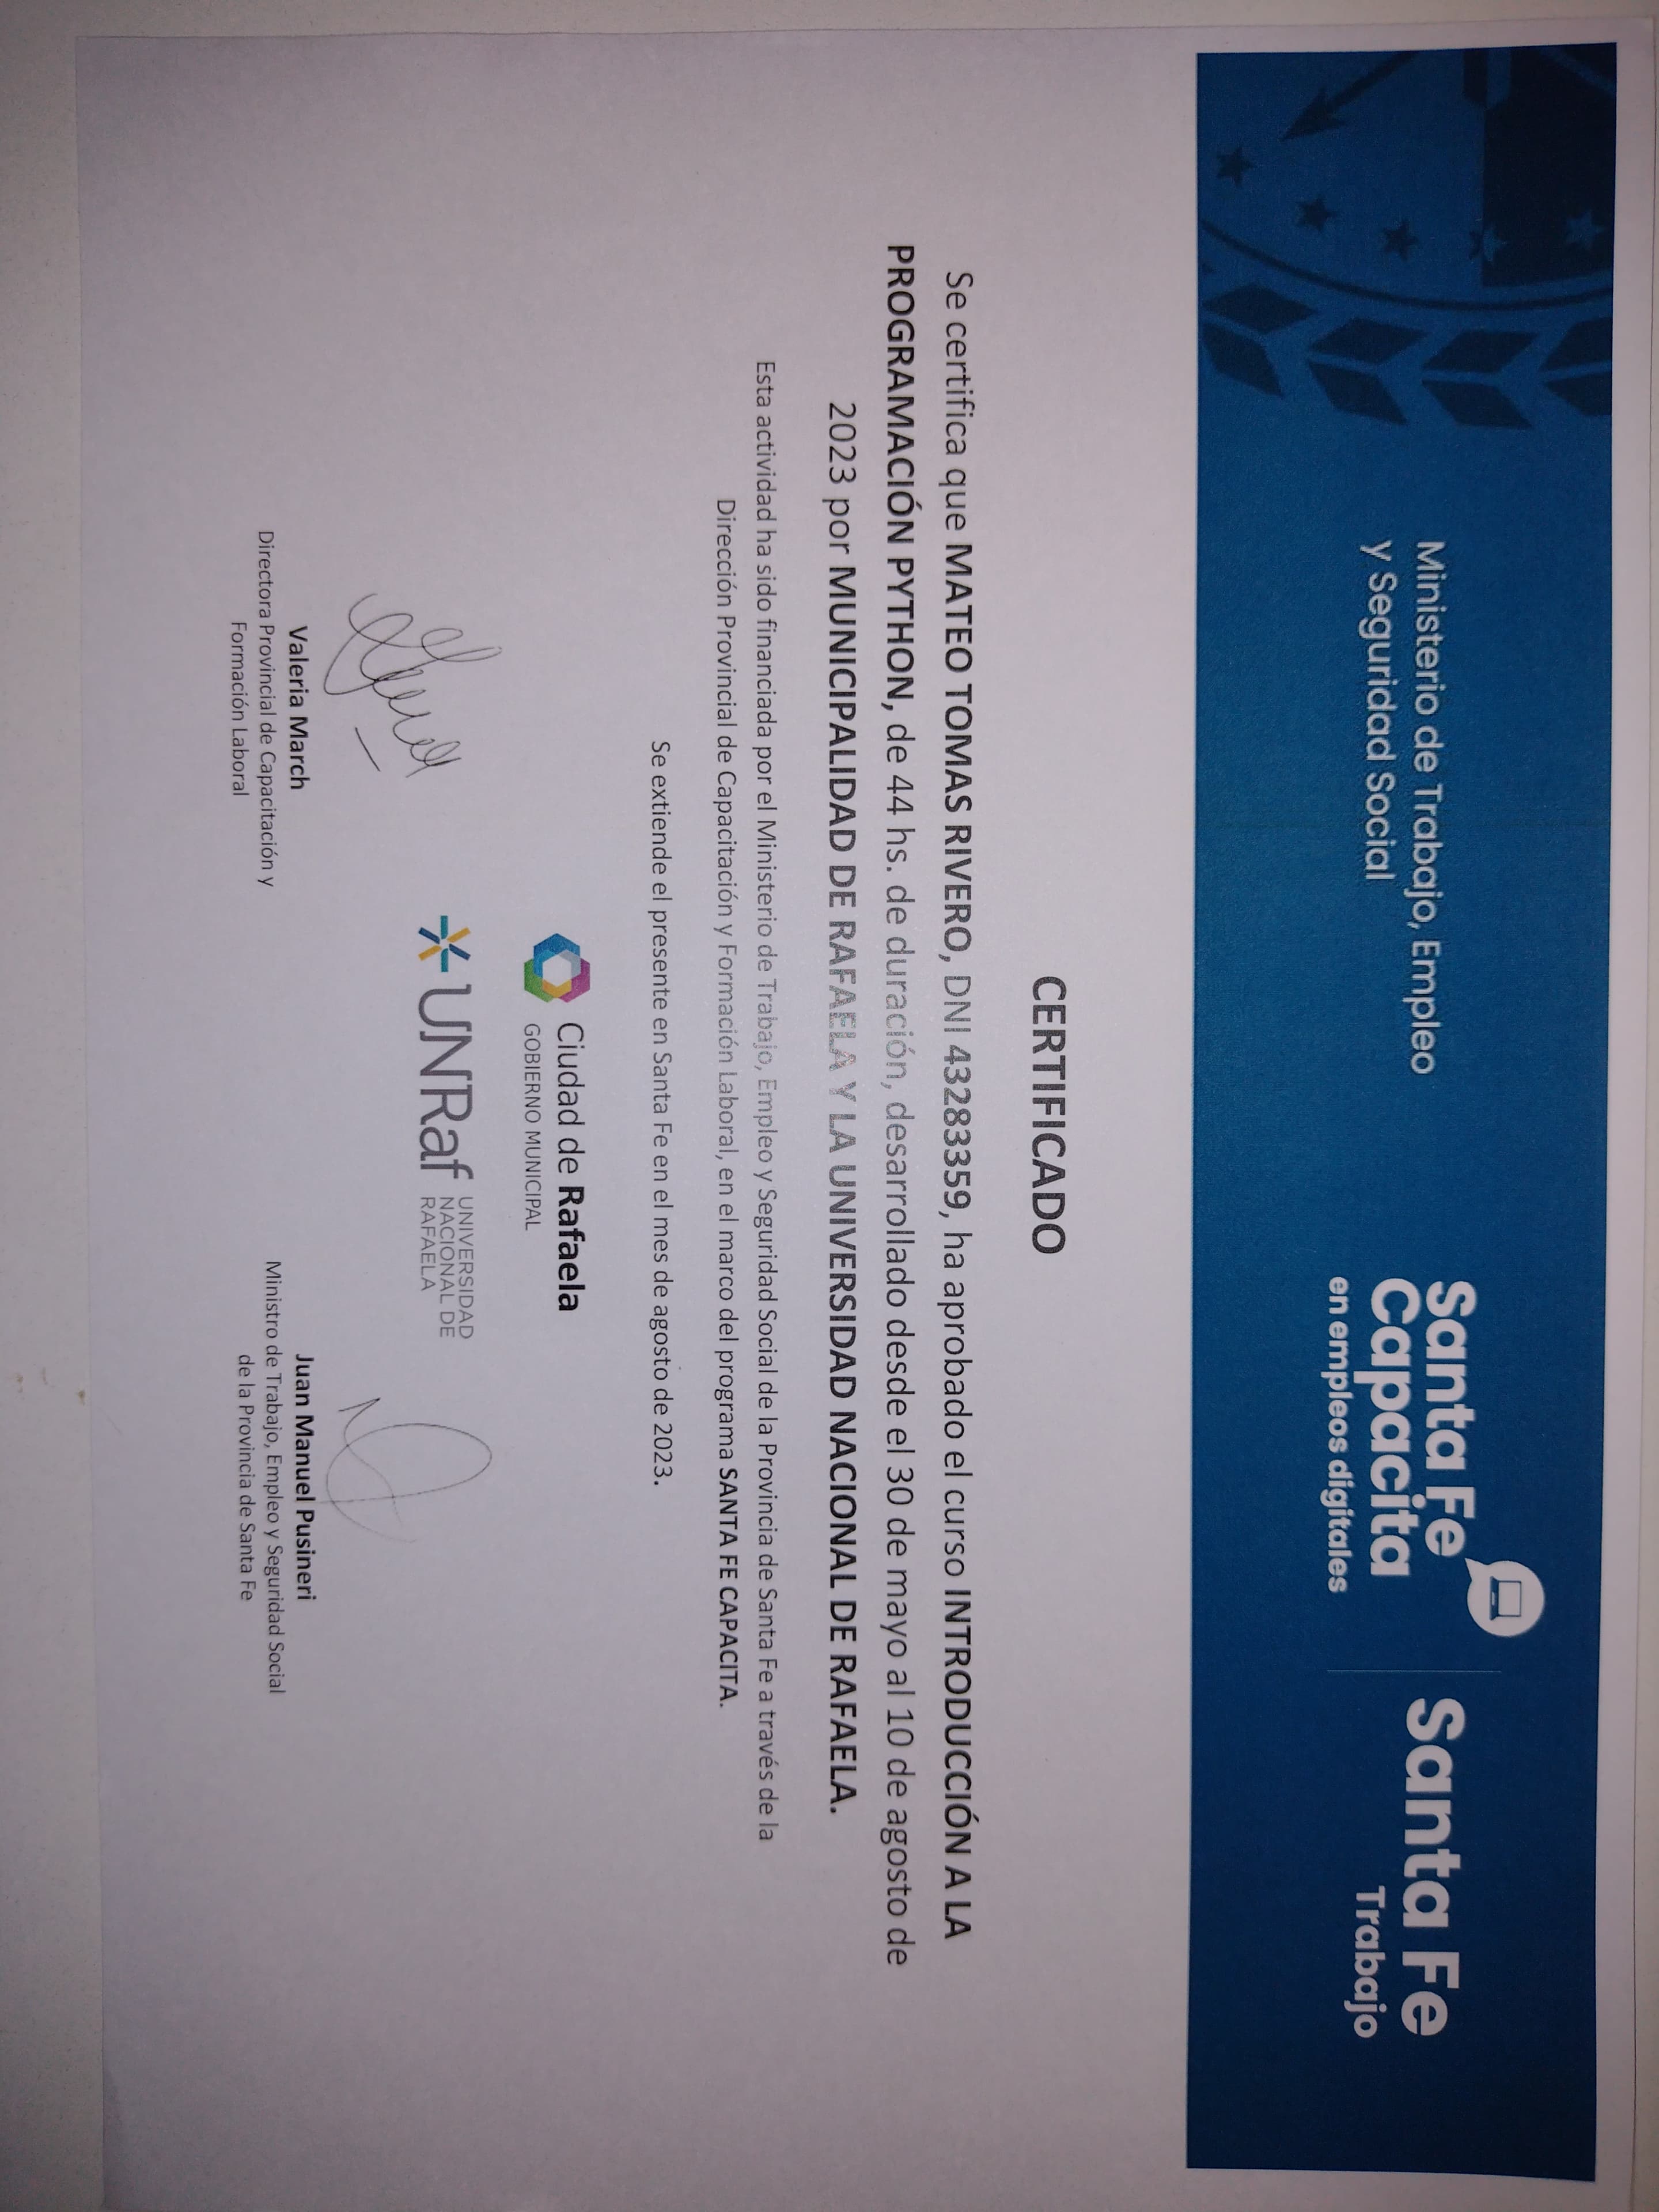 Ministerio de Trabajo, Empleo
y Seguridad Social
Santa Fe
Capacita
en empleos digitales
Santa Fe
Trabajo
CERTIFICADO
Se certifica que MATEO TOMAS RIVERO, DNI 43283359, ha aprobado el curso INTRODUCCIÓN A LA
PROGRAMACIÓN PYTHON, de 44 hs. de duración, desarrollado desde el 30 de mayo al 10 de agosto de
2023 por MUNICIPALIDAD DE RAFAELA Y LA UNIVERSIDAD NACIONAL DE RAFAELA.
Esta actividad ha sido financiada por el Ministerio de Trabajo, Empleo y Seguridad Social de la Provincia de Santa Fe a través de la
Dirección Provincial de Capacitación y Formación Laboral, en el marco del programa SANTA FE CAPACITA.
Se extiende el presente en Santa Fe en el mes de agosto de 2023.
Ciudad de Rafaela
GOBIERNO MUNICIPAL
UNRaf
UNIVERSIDAD
NACIONAL DE
RAFAELA
Valeria March
Directora Provincial de Capacitación y
Formación Laboral
Juan Manuel Pusineri
Ministro de Trabajo, Empleo y Seguridad Social
de la Provincia de Santa Fe